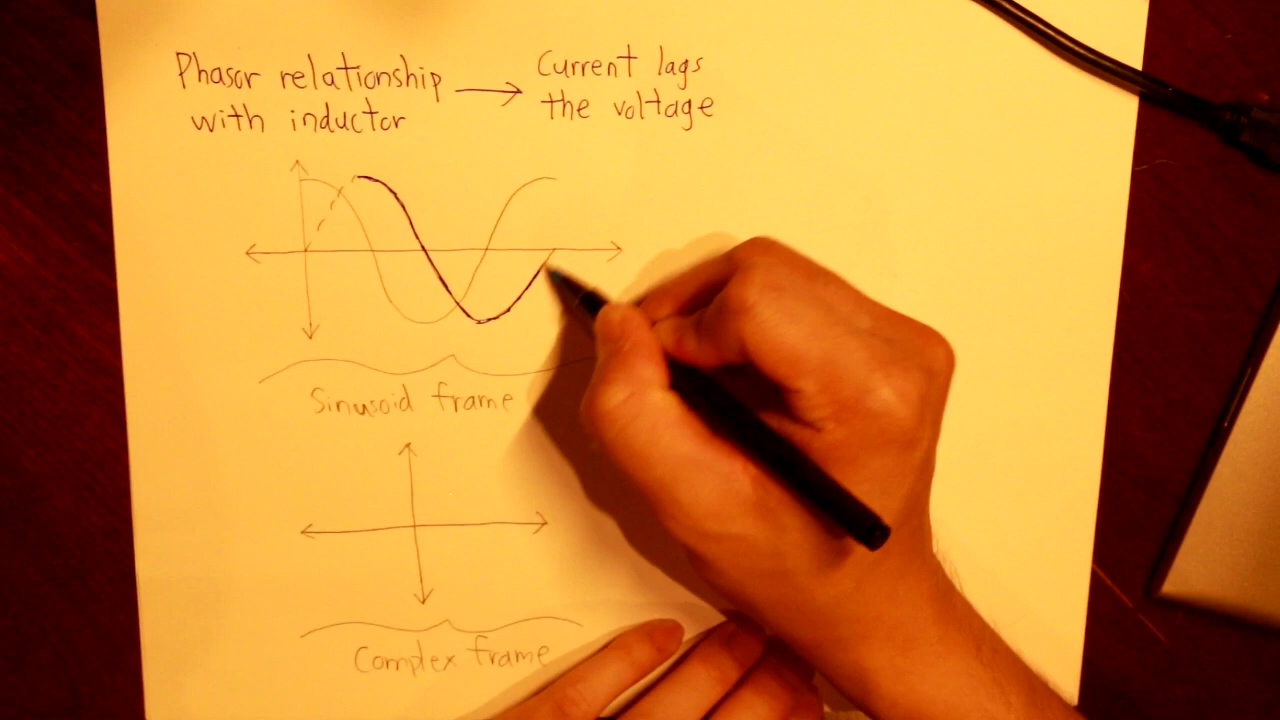 Phasor relationship
with inductor
Current lags
the voltage
Sinusoid frame
Complex frame